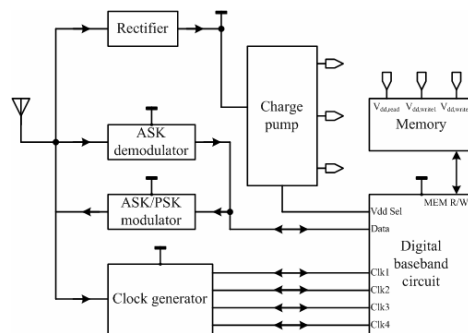 Rectifier
Charge
pump
V_dd,read V_dd,write1 V_dd,write
Memory
ASK
demodulator
ASK/PSK
modulator
MEM R/W
Vdd Sel
Data
Digital
baseband
circuit
Clock generator
Clk1
Clk2
Clk3
Clk4